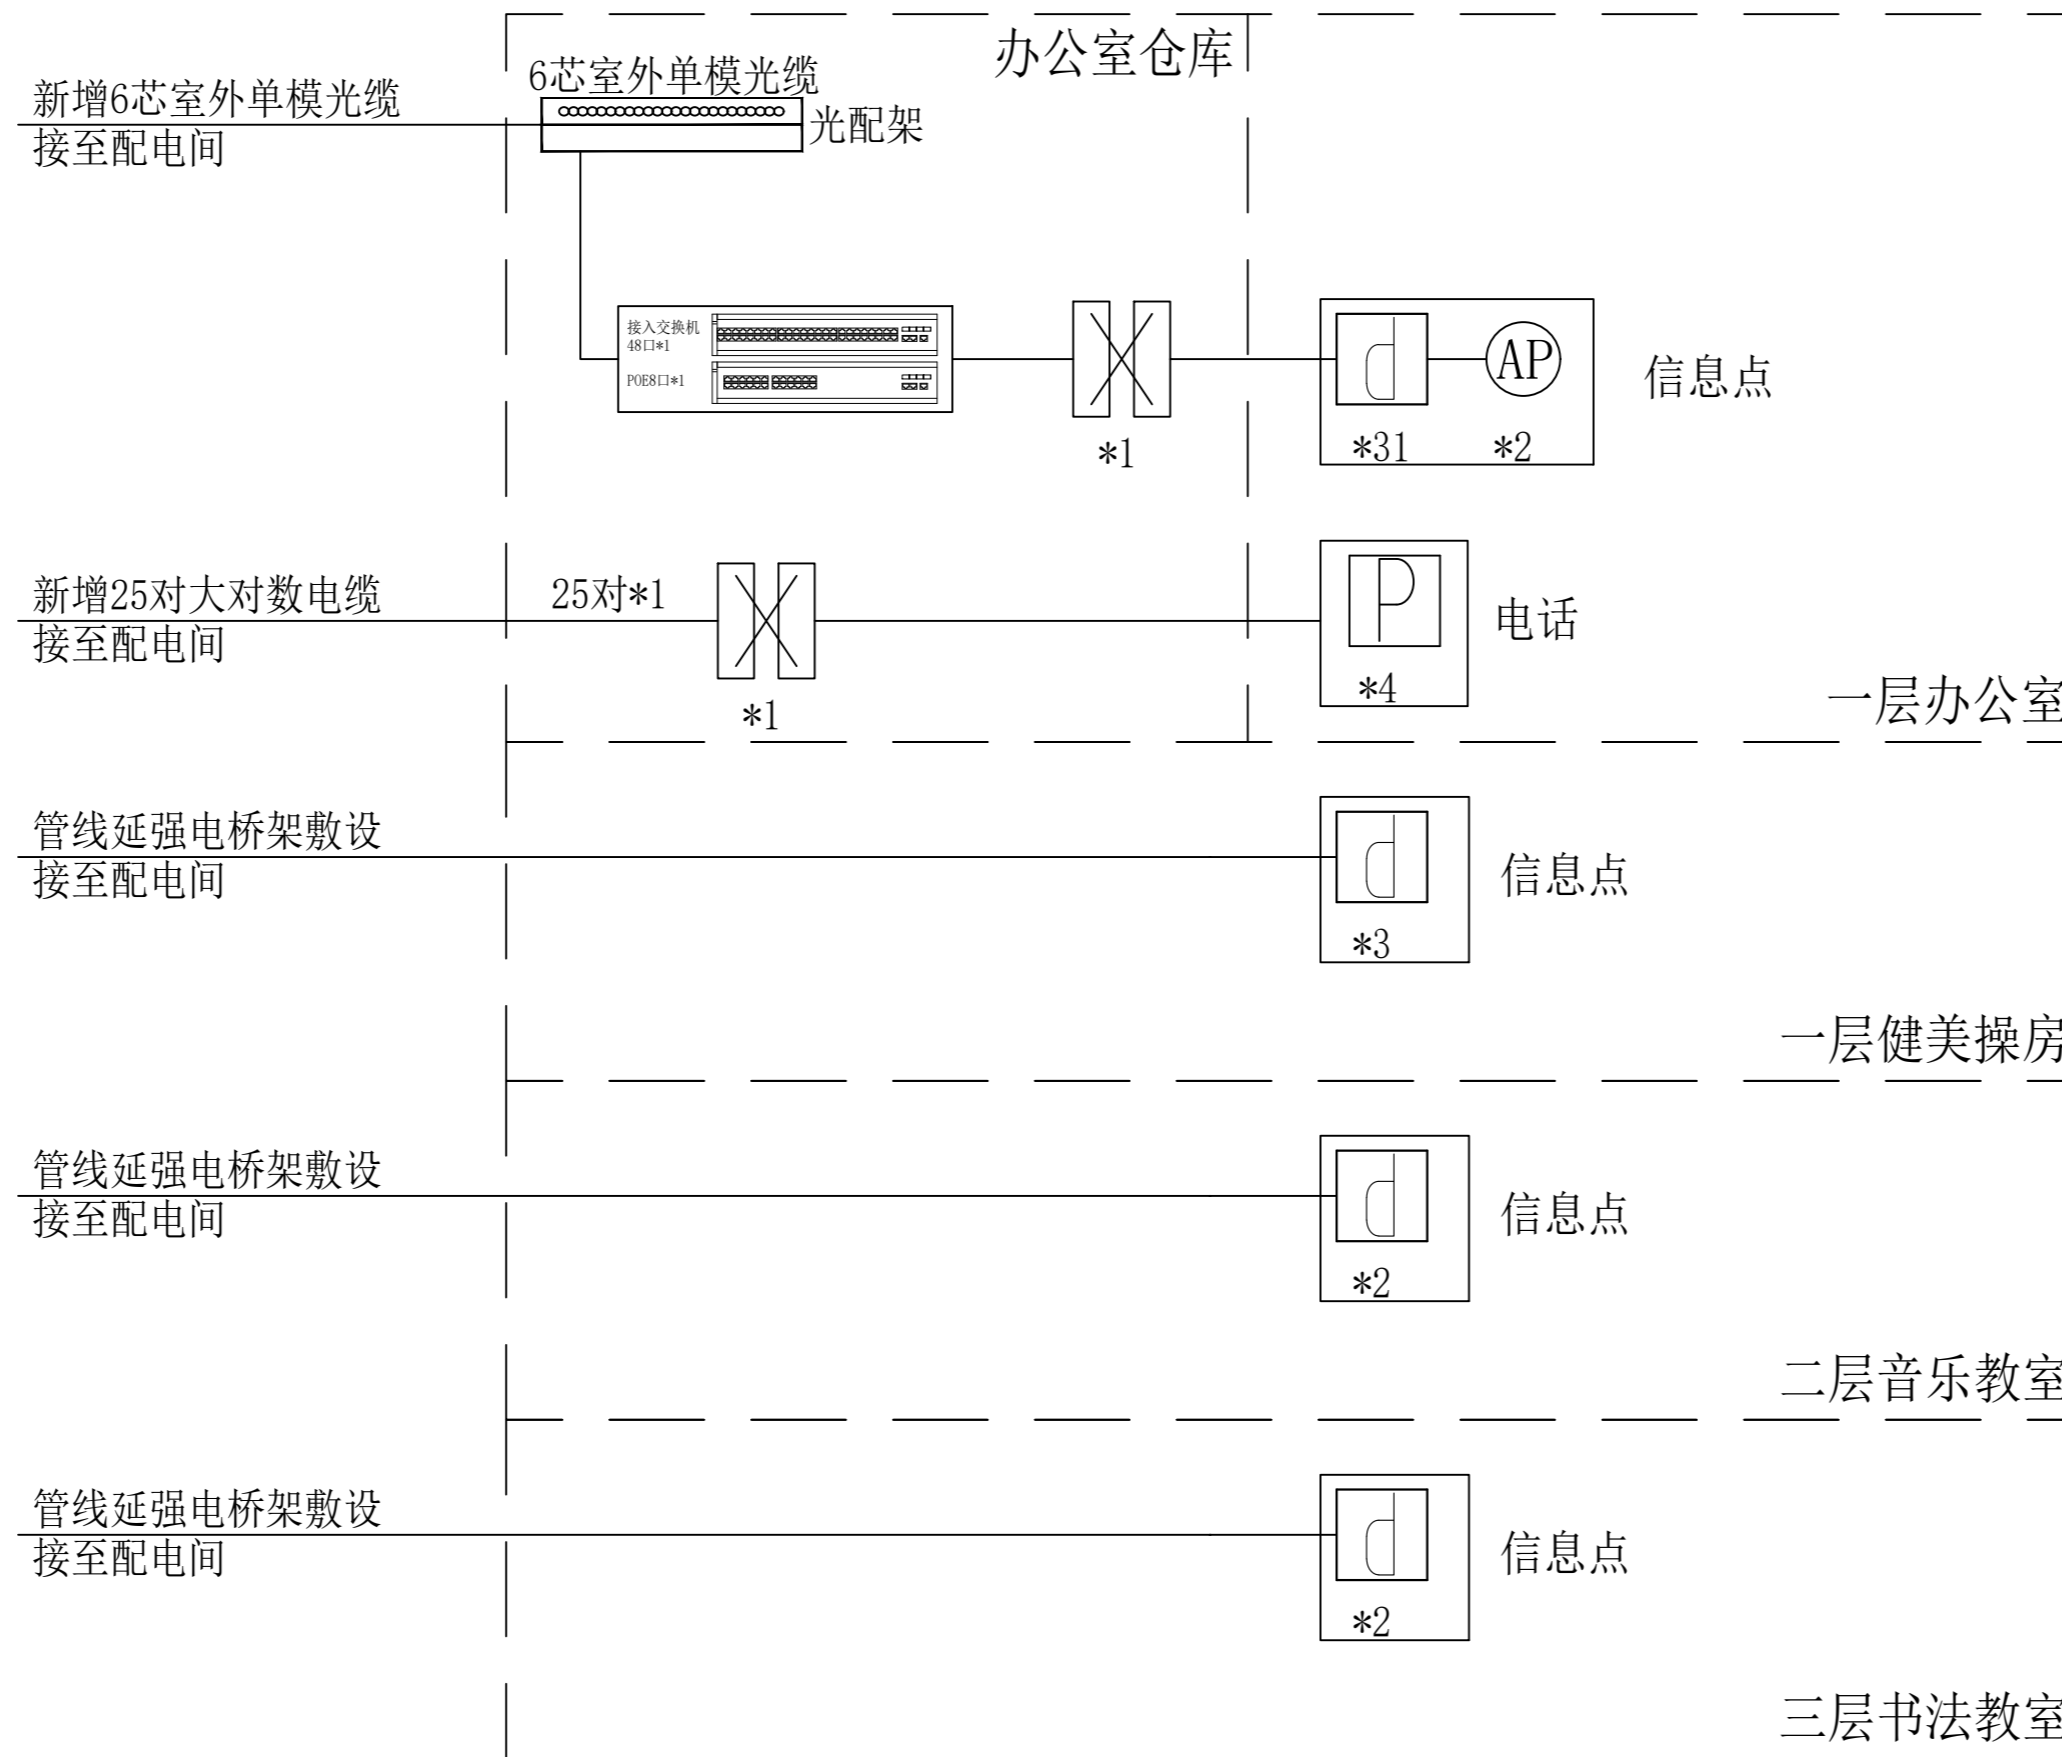 办公室仓库
6芯室外单模光缆
新增6芯室外单模光缆
光配架
接至配电间
接入交换机
48口*1
POE8口*1
AP
信息点
*1
*31
*2
新增25对大对数电缆
25对*1
P
电话
接至配电间
*4
*1
一层办公室
管线延强电桥架敷设
接至配电间
d
信息点
*3
一层健美操房
管线延强电桥架敷设
接至配电间
d
信息点
*2
二层音乐教室
管线延强电桥架敷设
接至配电间
d
信息点
*2
三层书法教室